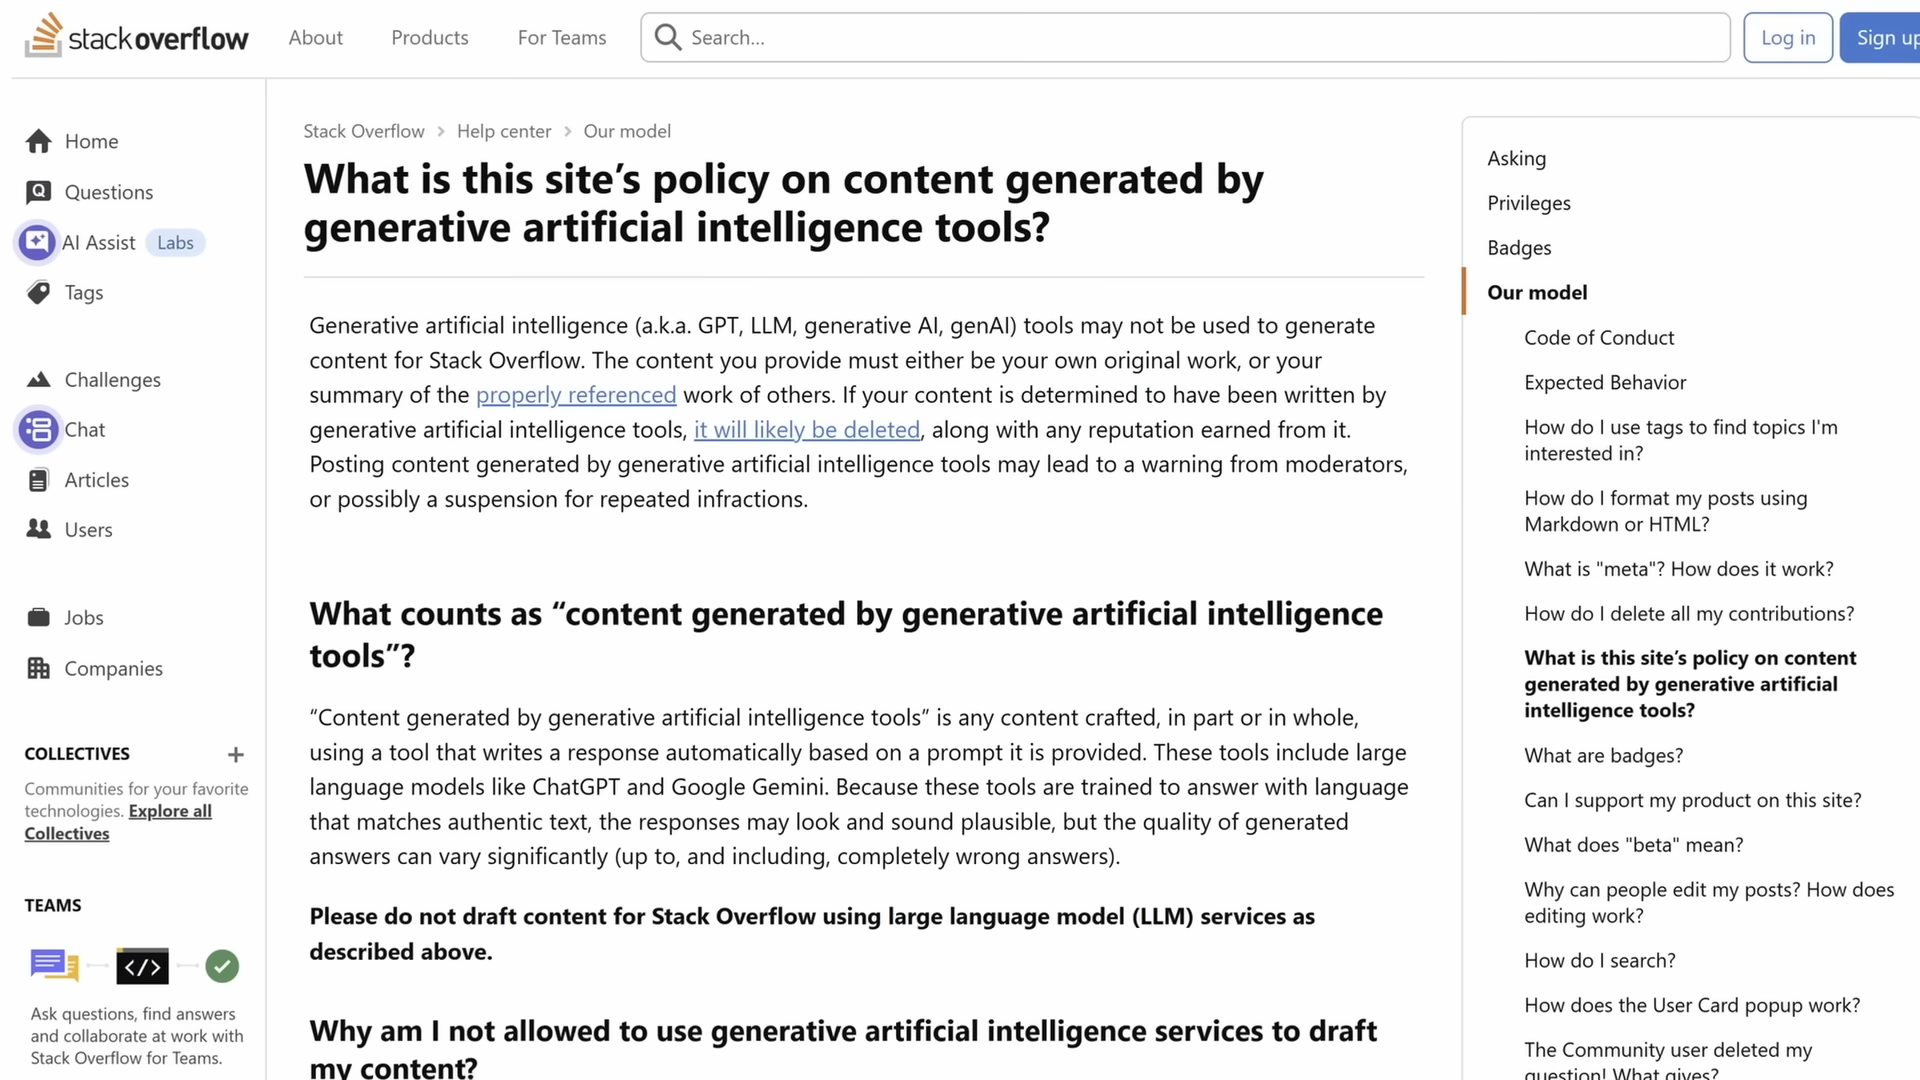 stackoverflow
About
Products
For Teams
Search...
Log in
Sign up
Home
Questions
AI Assist Labs
Tags
Challenges
Chat
Articles
Users
Jobs
Companies
COLLECTIVES
Communities for your favorite
technologies. Explore all
Collectives
TEAMS
Ask questions, find answers
and collaborate at work with
Stack Overflow for Teams.
Stack Overflow > Help center > Our model
What is this site’s policy on content generated by
generative artificial intelligence tools?
Generative artificial intelligence (a.k.a. GPT, LLM, generative AI, genAI) tools may not be used to generate
content for Stack Overflow. The content you provide must either be your own original work, or your
summary of the properly referenced work of others. If your content is determined to have been written by
generative artificial intelligence tools, it will likely be deleted, along with any reputation earned from it.
Posting content generated by generative artificial intelligence tools may lead to a warning from moderators,
or possibly a suspension for repeated infractions.
What counts as “content generated by generative artificial intelligence
tools”?
“Content generated by generative artificial intelligence tools” is any content crafted, in part or in whole,
using a tool that writes a response automatically based on a prompt it is provided. These tools include large
language models like ChatGPT and Google Gemini. Because these tools are trained to answer with language
that matches authentic text, the responses may look and sound plausible, but the quality of generated
answers can vary significantly (up to, and including, completely wrong answers).
Please do not draft content for Stack Overflow using large language model (LLM) services as
described above.
Why am I not allowed to use generative artificial intelligence services to draft
my content?
Asking
Privileges
Badges
Our model
Code of Conduct
Expected Behavior
How do I use tags to find topics I'm
interested in?
How do I format my posts using
Markdown or HTML?
What is "meta"? How does it work?
How do I delete all my contributions?
What is this site’s policy on content
generated by generative artificial
intelligence tools?
What are badges?
Can I support my product on this site?
What does "beta" mean?
Why can people edit my posts? How does
editing work?
How do I search?
How does the User Card popup work?
The Community user deleted my
question! What gives?